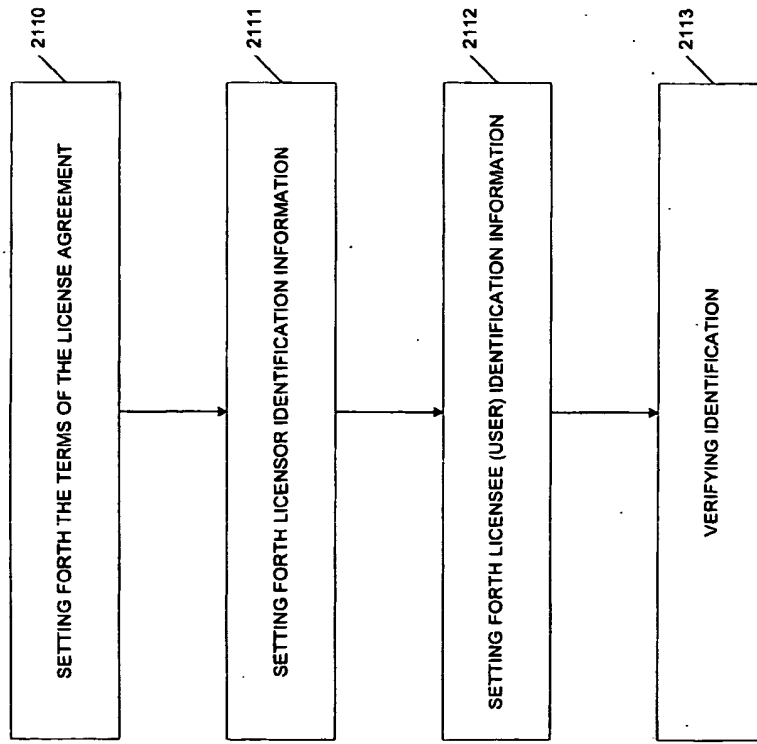 SETTING FORTH THE TERMS OF THE LICENSE AGREEMENT
2110
SETTING FORTH LICENSOR IDENTIFICATION INFORMATION
2111
SETTING FORTH LICENSEE (USER) IDENTIFICATION INFORMATION
2112
VERIFYING IDENTIFICATION
2113